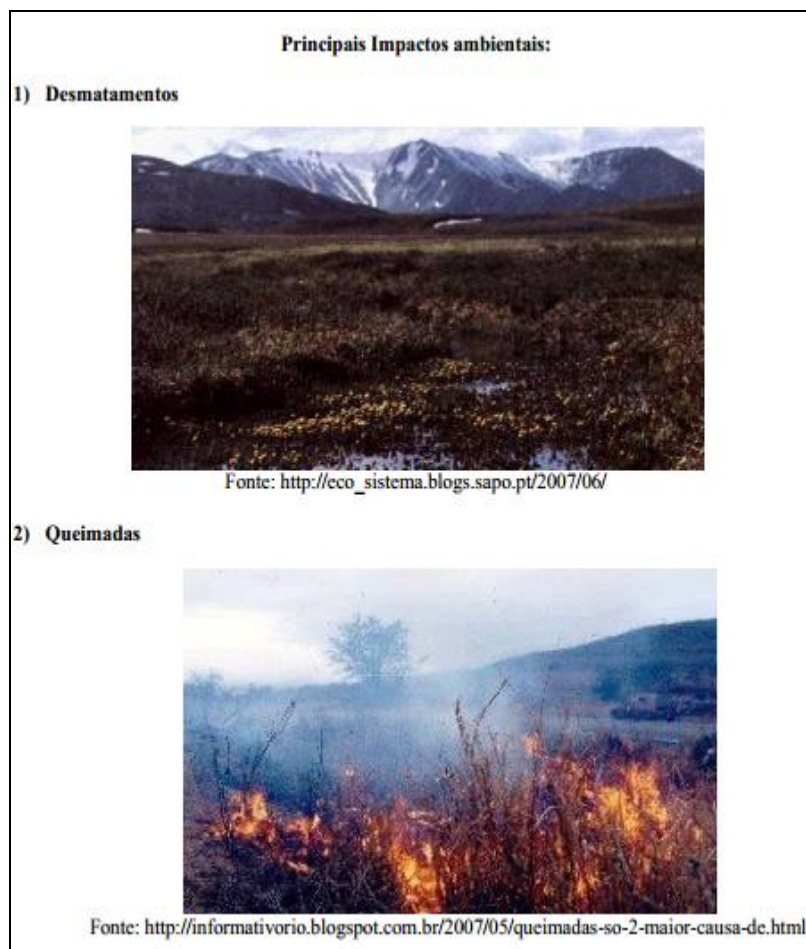 Principais Impactos ambientais:
1) Desmatamentos
Fonte: http://eco_sistema.blogs.sapo.pt/2007/06/
2) Queimadas
Fonte: http://informativorio.blogspot.com.br/2007/05/queimadas-so-2-maior-causa-de.html